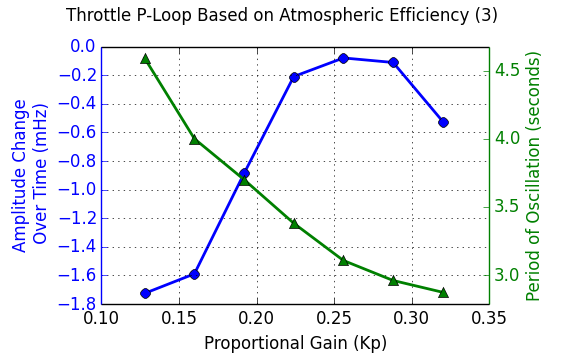 Throttle P-Loop Based on Atmospheric Efficiency (3)
0.0
−0.2
−0.4
−0.6
−0.8
−1.0
−1.2
−1.4
−1.6
−1.8
Amplitude Change
Over Time (mHz)
4.5
4.0
3.5
3.0
Period of Oscillation (seconds)
0.10 0.15 0.20 0.25 0.30 0.35
Proportional Gain (Kp)